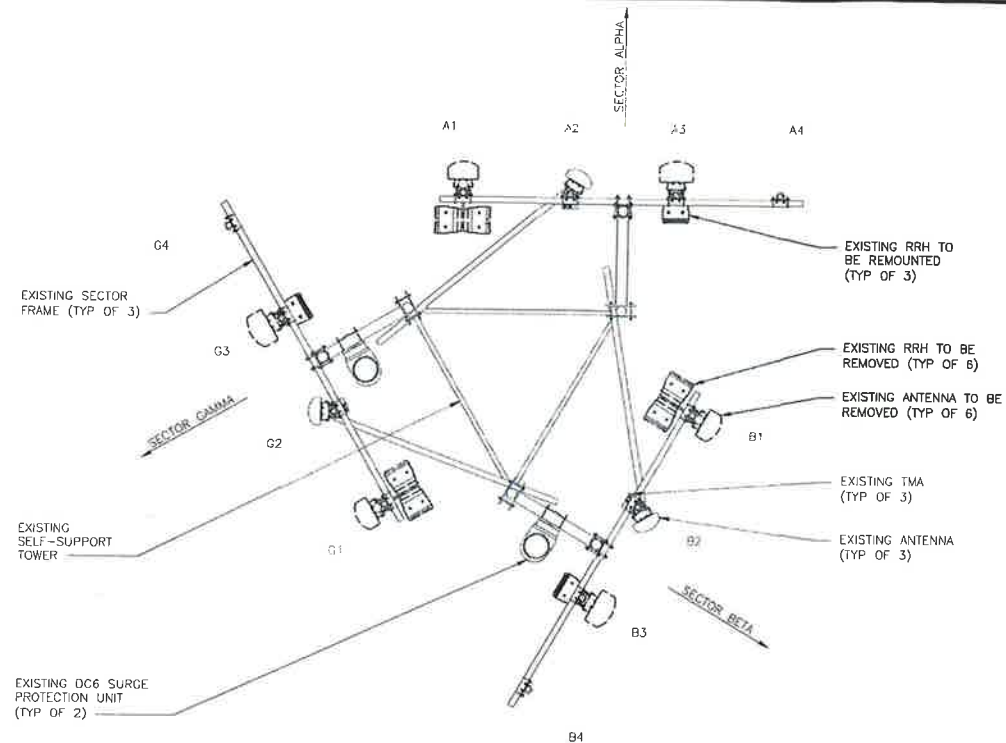 SECTOR ALPHA
A1
A2
A3
A4
EXISTING RRH TO
BE REMOUNTED
(TYP OF 3)
G4
EXISTING SECTOR
FRAME (TYP OF 3)
G3
SECTOR GAMMA
G2
EXISTING RRH TO BE
REMOVED (TYP OF 6)
EXISTING ANTENNA TO BE
REMOVED (TYP OF 6)
B1
EXISTING TMA
(TYP OF 3)
EXISTING
SELF-SUPPORT
TOWER
G1
B2
EXISTING ANTENNA
(TYP OF 3)
SECTOR BETA
B3
EXISTING DC6 SURGE
PROTECTION UNIT
(TYP OF 2)
B4